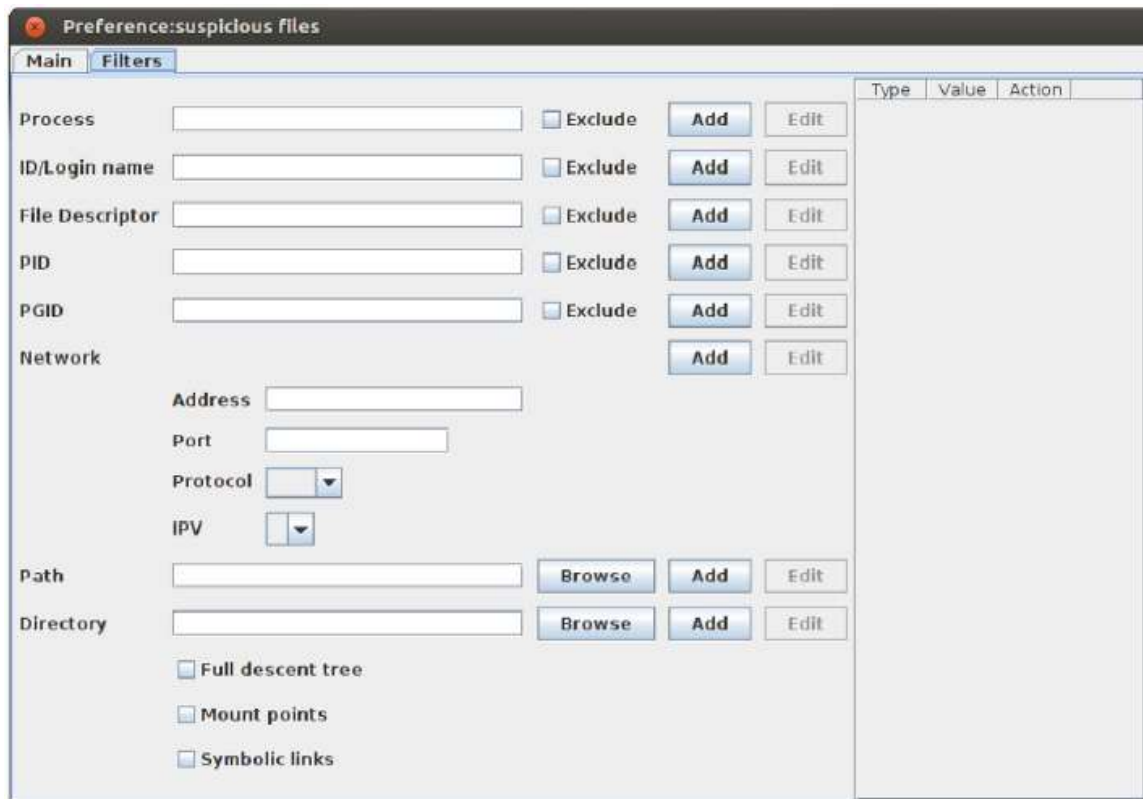 Preference:suspicious files
Main Filters
Type Value Action
Process Exclude Add Edit
ID/Login name Exclude Add Edit
File Descriptor Exclude Add Edit
PID Exclude Add Edit
PGID Exclude Add Edit
Network Add Edit
Address
Port
Protocol
IPV
Path Browse Add Edit
Directory Browse Add Edit
Full descent tree
Mount points
Symbolic links